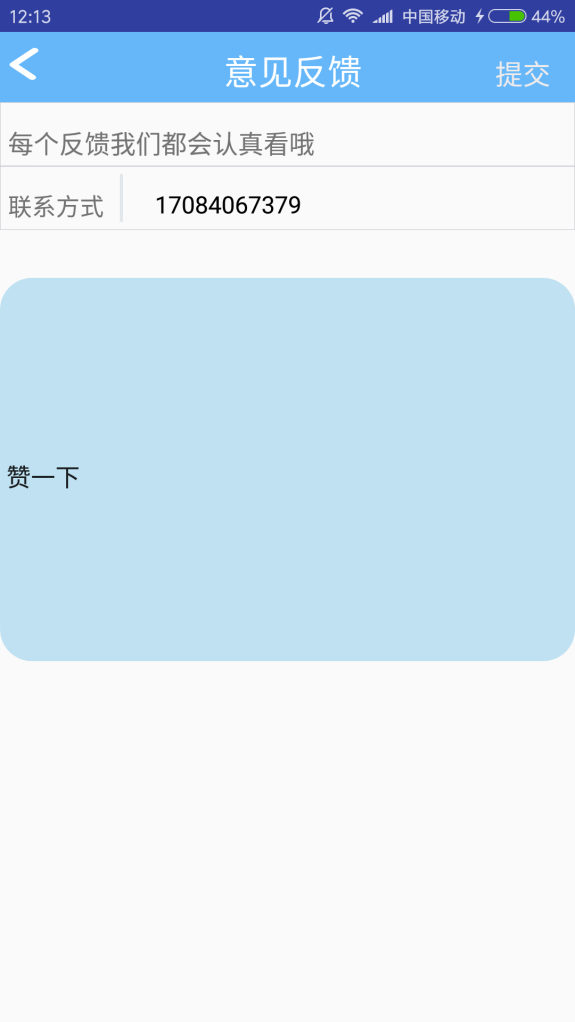 12:13 中国移动 44%
意见反馈 提交
每个反馈我们都会认真看哦
联系方式 17084067379
赞一下